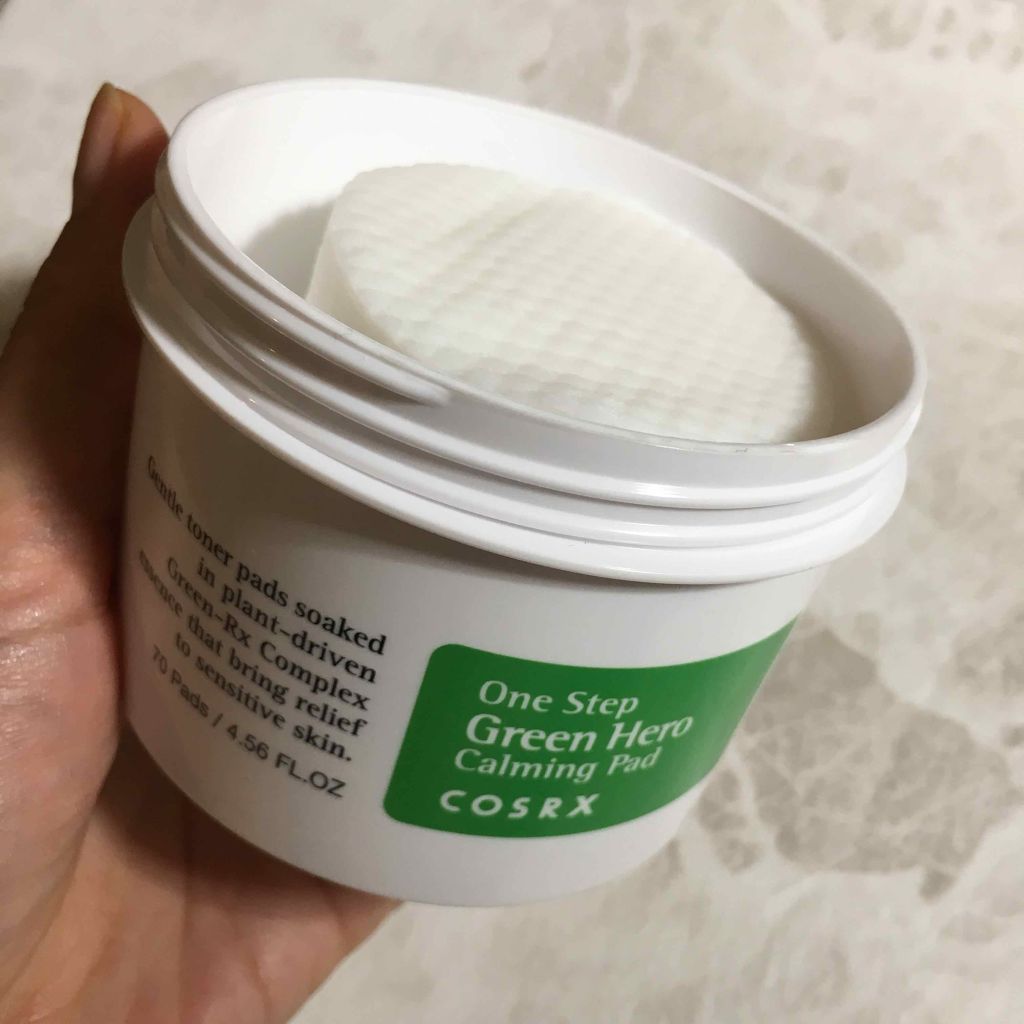 Gentle toner pads soaked
in plant-driven
Green-Rx Complex
essence that bring relief
to sensitive skin.
70 Pads / 4.56 FL.OZ
One Step
Green Hero
Calming Pad
COSRX